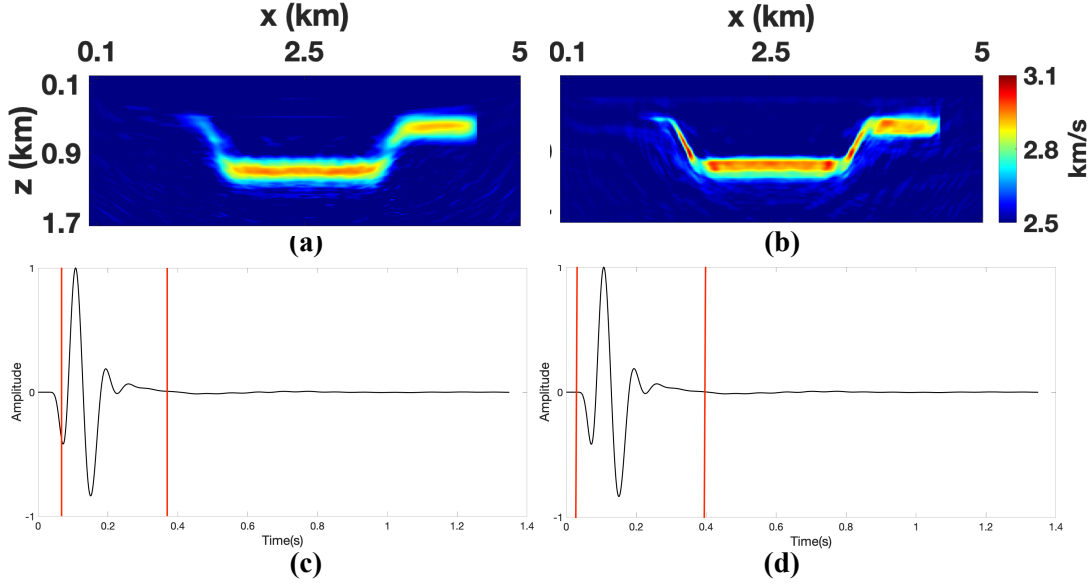 x (km)
0.1 2.5 5
0.1
0.9
1.7
z (km)
(a)
x (km)
0.1 2.5 5
3.1
2.8
2.5
km/s
(b)
1
0
-1
Amplitude
0 0.2 0.4 0.6 0.8 1 1.2 1.4
Time(s)
(c)
1
0
-1
Amplitude
0 0.2 0.4 0.6 0.8 1 1.2 1.4
Time(s)
(d)